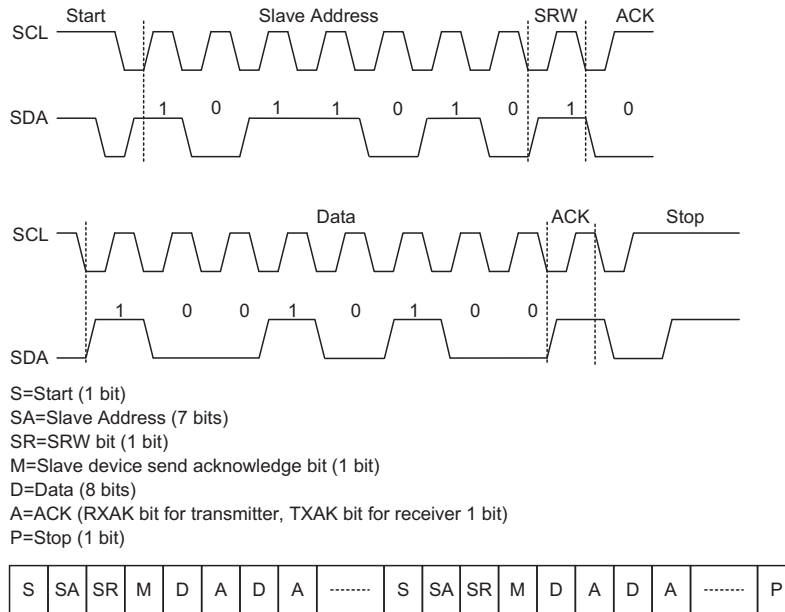 Start Slave Address SRW ACK
SCL
SDA 1 0 1 1 0 1 0 1 0
Data ACK Stop
SCL
1 0 0 1 0 1 0 0
SDA
S=Start (1 bit)
SA=Slave Address (7 bits)
SR=SRW bit (1 bit)
M=Slave device send acknowledge bit (1 bit)
D=Data (8 bits)
A=ACK (RXAK bit for transmitter, TXAK bit for receiver 1 bit)
P=Stop (1 bit)
S SA SR M D A D A ........ S SA SR M D A D A ........ P